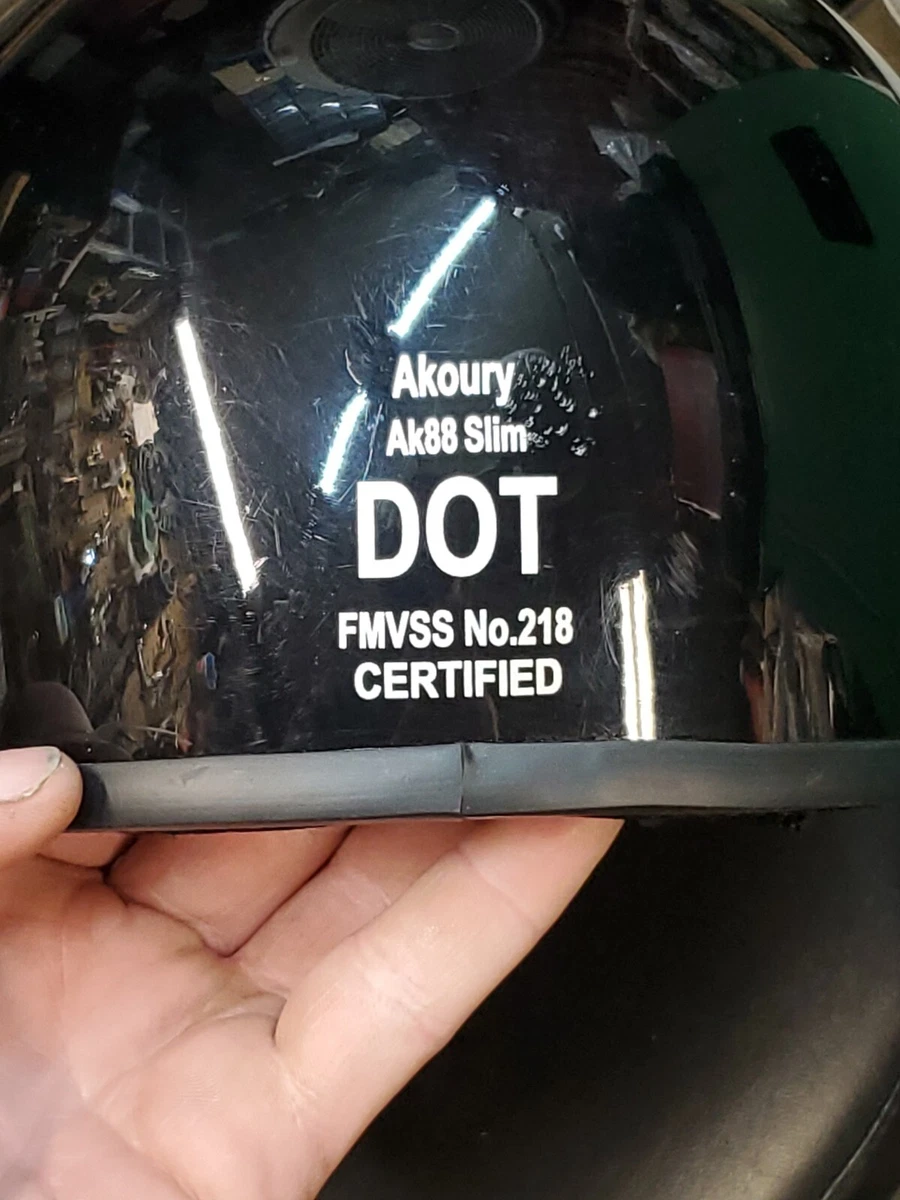 Akoury
Ak88 Slim
DOT
FMVSS No.218
CERTIFIED